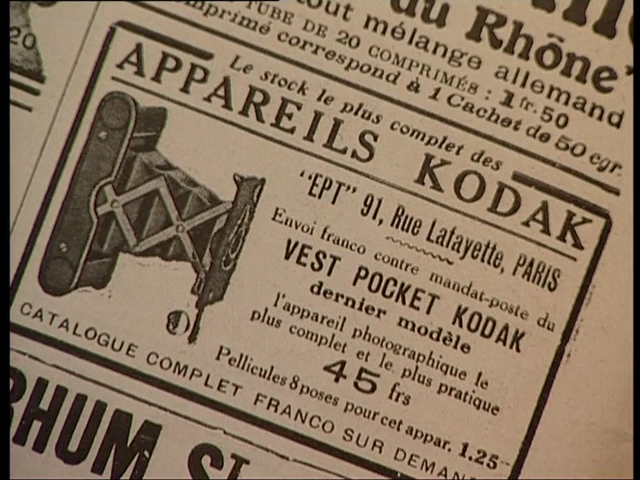 du Rhône
tout mélange allemand
TUBE DE 20 COMPRIMÉS : 1 fr. 50
comprimé correspond à 1 Cachet de 50 cgr.
20
Le stock le plus complet des
APPAREILS KODAK
"EPT" 91, Rue Lafayette, PARIS
Envoi franco contre mandat-poste du
VEST POCKET KODAK
dernier modèle
l'appareil photographique le
plus complet et le plus pratique
45 frs
Pellicules 8 poses pour cet appar. 1.25
CATALOGUE COMPLET FRANCO SUR DEMAN
RHUM ST